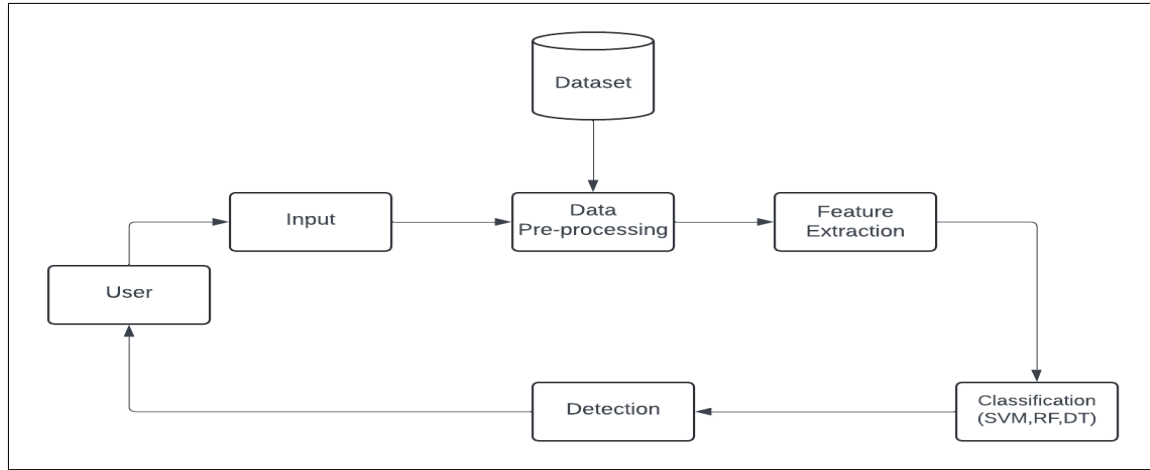 Dataset
Input
Data
Pre-processing
Feature
Extraction
User
Detection
Classification
(SVM,RF,DT)